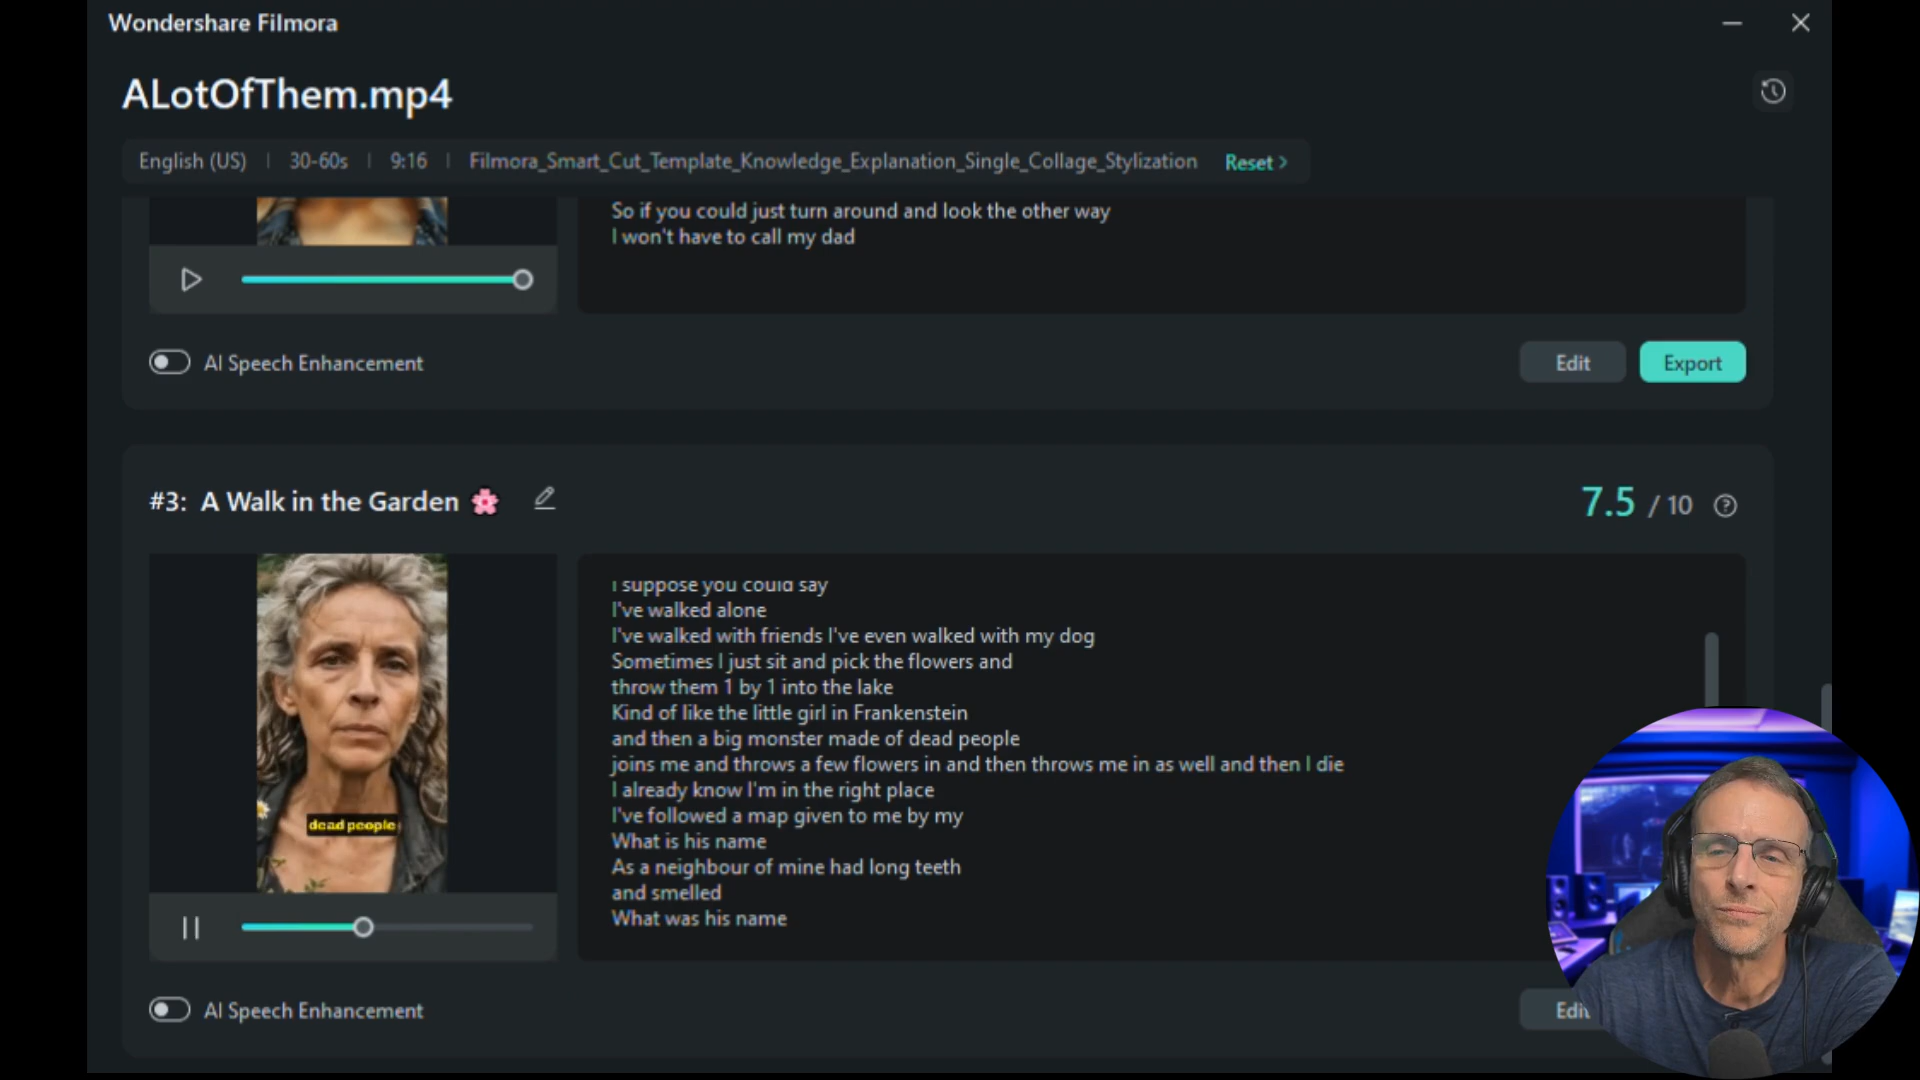 Wondershare Filmora
ALotOfThem.mp4
English (US) | 30-60s | 9:16 | Filmora_Smart_Cut_Template_Knowledge_Explanation_Single_Collage_Stylization Reset >
So if you could just turn around and look the other way
I won't have to call my dad
AI Speech Enhancement
Edit
Export
#3: A Walk in the Garden
7.5 / 10
I suppose you could say
I've walked alone
I've walked with friends I've even walked with my dog
Sometimes I just sit and pick the flowers and
throw them 1 by 1 into the lake
Kind of like the little girl in Frankenstein
and then a big monster made of dead people
joins me and throws a few flowers in and then throws me in as well and then I die
I already know I'm in the right place
I've followed a map given to me by my
What is his name
As a neighbour of mine had long teeth
and smelled
What was his name
dead people
AI Speech Enhancement
Edit